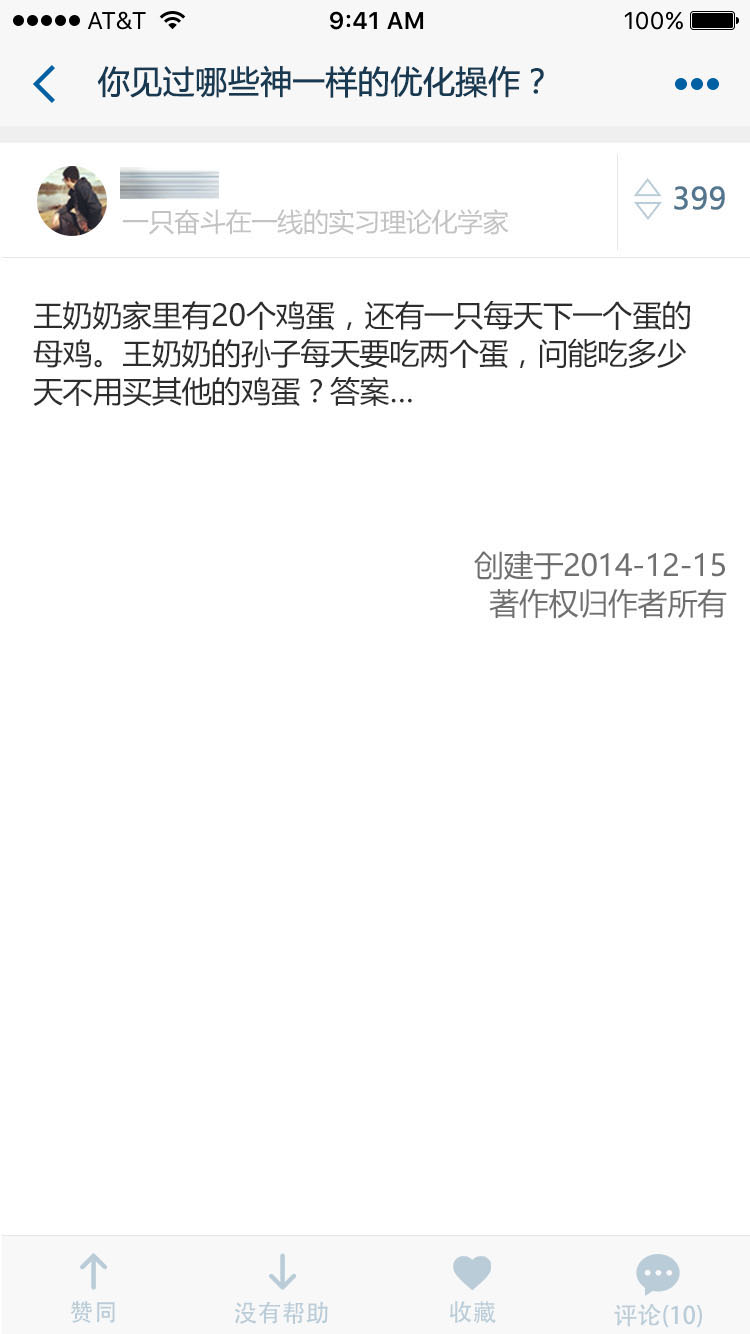 AT&T 9:41 AM 100%
你见过哪些神一样的优化操作？
一只奋斗在一线的实习理论化学家
399
王奶奶家里有20个鸡蛋，还有一只每天下一个蛋的
母鸡。王奶奶的孙子每天要吃两个蛋，问能吃多少
天不用买其他的鸡蛋？答案...
创建于2014-12-15
著作权归作者所有
赞同 没有帮助 收藏 评论(10)